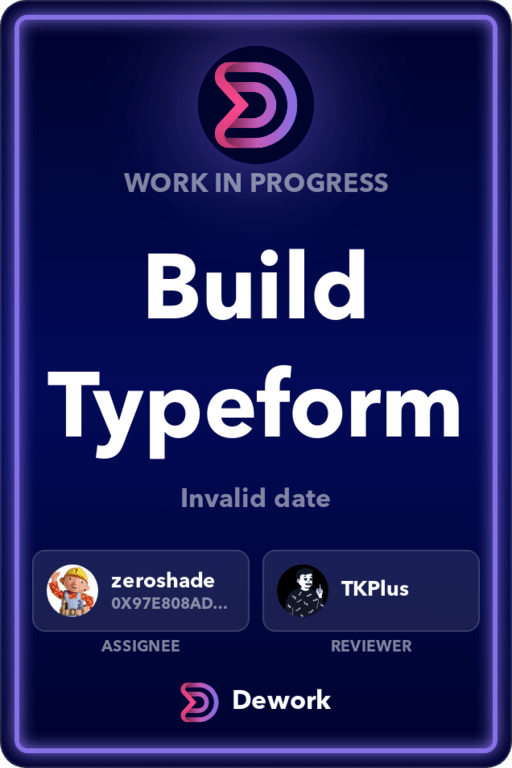 WORK IN PROGRESS
Build
Typeform
Invalid date
zeroshade
0X97E808AD...
ASSIGNEE
TKPlus
REVIEWER
Dework